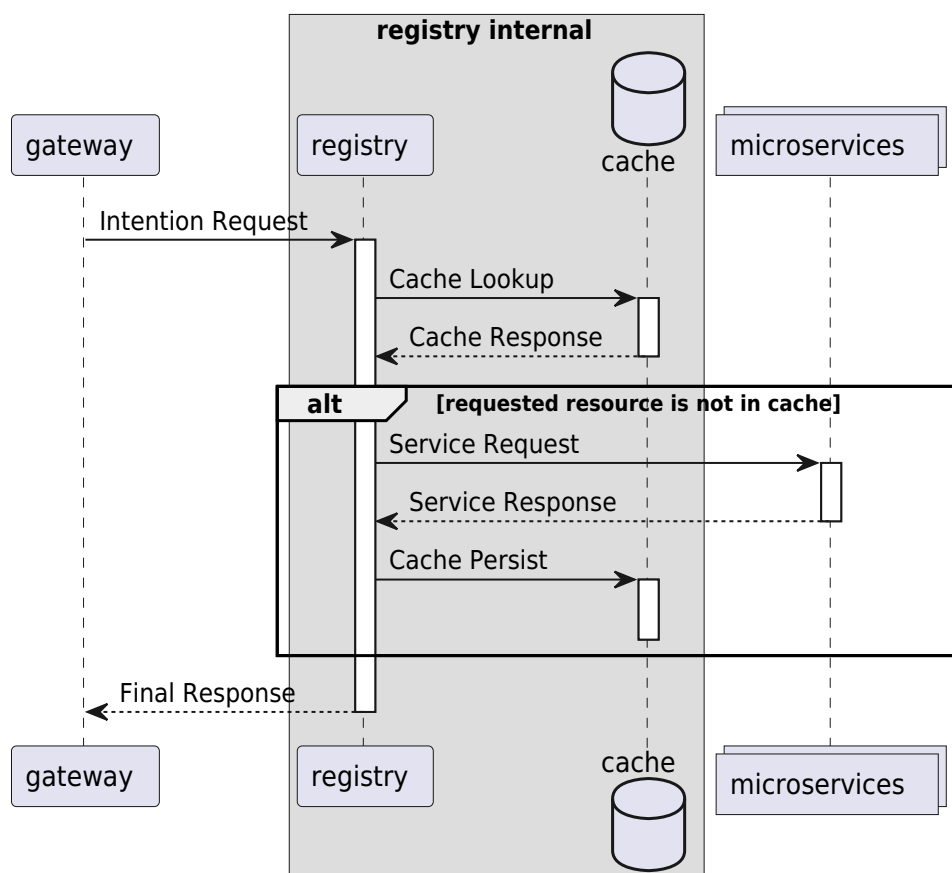 registry internal
gateway
registry
cache
microservices
Intention Request
Cache Lookup
Cache Response
alt
[requested resource is not in cache]
Service Request
Service Response
Cache Persist
Final Response
gateway
registry
cache
microservices